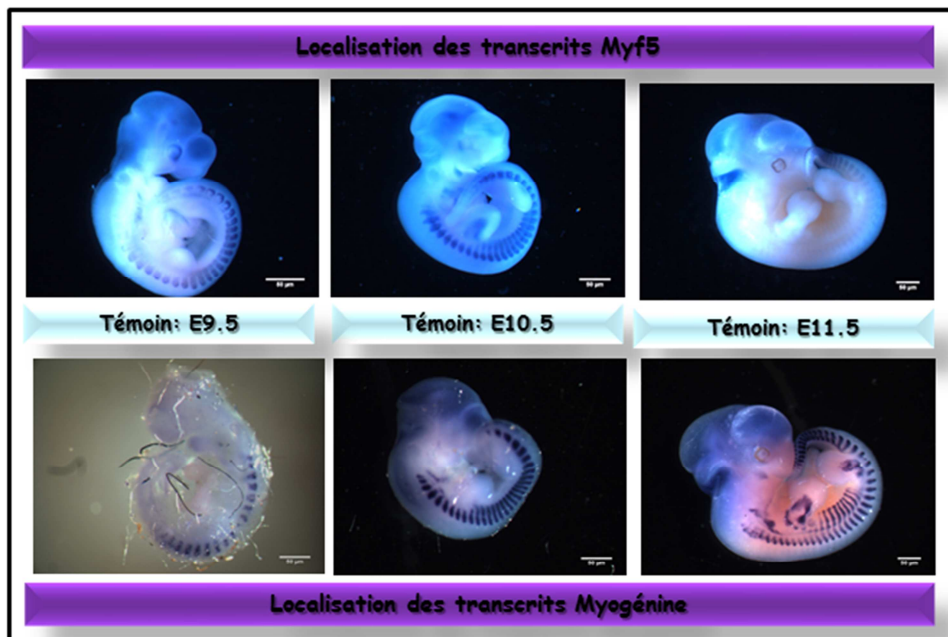 Localisation des transcrits Myf5
Témoin: E9.5
Témoin: E10.5
Témoin: E11.5
Localisation des transcrits Myogénine